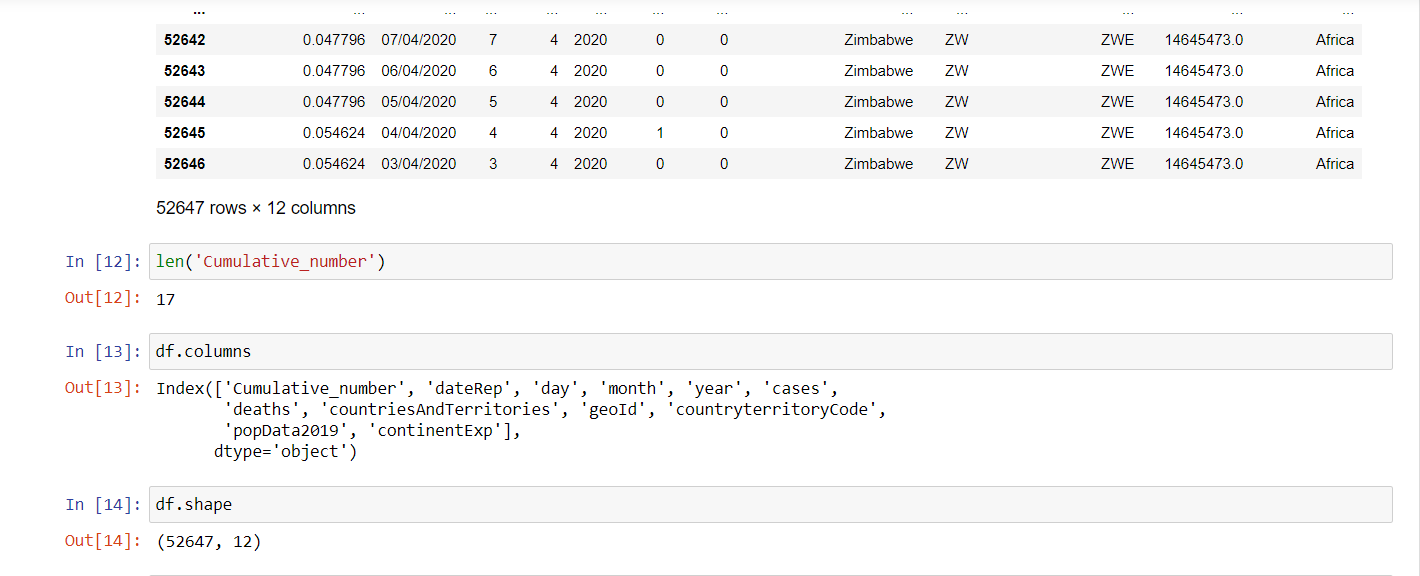 ... ... ... ... ... ... ... ... ... ... ... ... ...
52642 0.047796 07/04/2020 7 4 2020 0 0 Zimbabwe ZW ZWE 14645473.0 Africa
52643 0.047796 06/04/2020 6 4 2020 0 0 Zimbabwe ZW ZWE 14645473.0 Africa
52644 0.047796 05/04/2020 5 4 2020 0 0 Zimbabwe ZW ZWE 14645473.0 Africa
52645 0.054624 04/04/2020 4 4 2020 1 0 Zimbabwe ZW ZWE 14645473.0 Africa
52646 0.054624 03/04/2020 3 4 2020 0 0 Zimbabwe ZW ZWE 14645473.0 Africa
52647 rows × 12 columns
In [12]: len('Cumulative_number')
Out[12]: 17
In [13]: df.columns
Out[13]: Index(['Cumulative_number', 'dateRep', 'day', 'month', 'year', 'cases',
'deaths', 'countriesAndTerritories', 'geoId', 'countryterritoryCode',
'popData2019', 'continentExp'],
dtype='object')
In [14]: df.shape
Out[14]: (52647, 12)